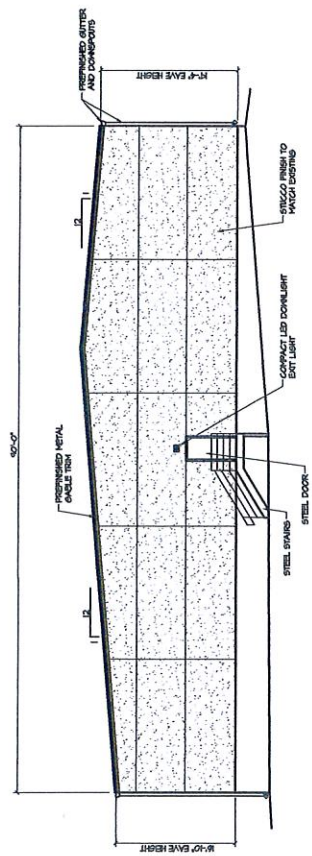 90'-0"
PREFINISHED GUTTER
AND DOWNSPOUTS
PREFINISHED METAL
GABLE TRIM
12
1
12
1
16'-10" EAVE HEIGHT
19'-4" EAVE HEIGHT
STEEL STAIRS
STEEL DOOR
COMPACT LED DOWNLIGHT
EXIT LIGHT
STUCCO FINISH TO
MATCH EXISTING